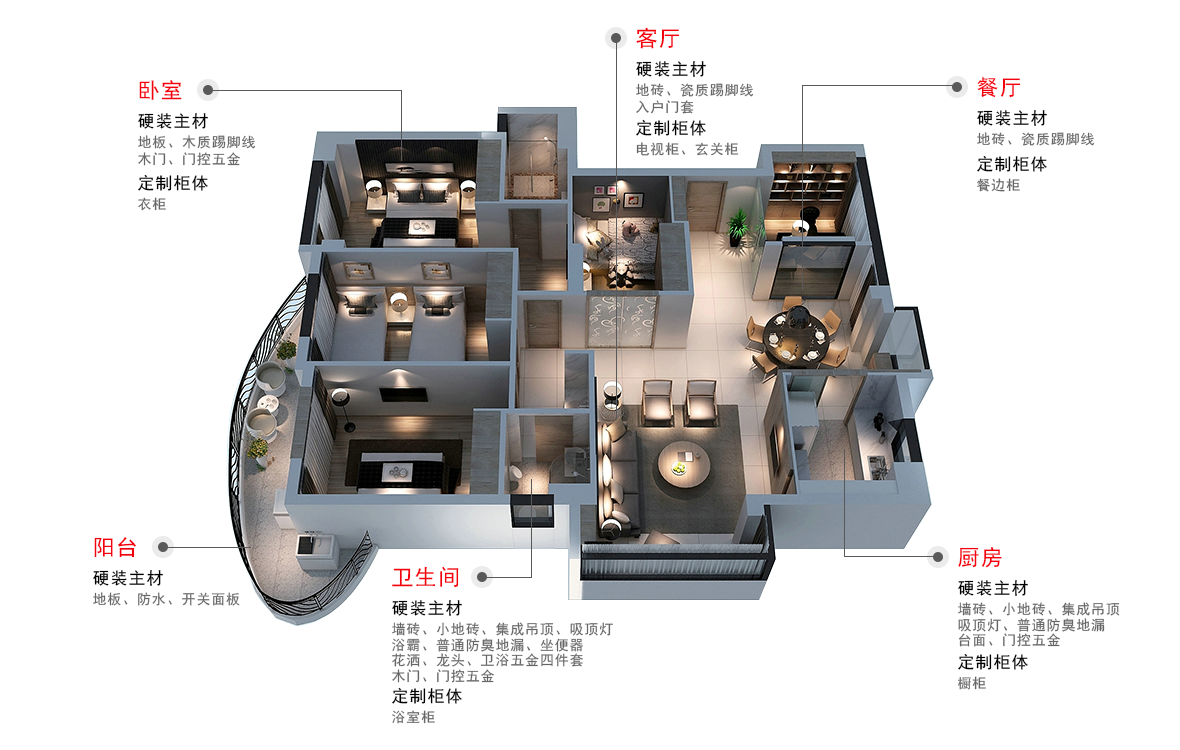 客厅
硬装主材
地砖、瓷质踢脚线
入户门套
定制柜体
电视柜、玄关柜
卧室
硬装主材
地板、木质踢脚线
木门、门控五金
定制柜体
衣柜
餐厅
硬装主材
地砖、瓷质踢脚线
定制柜体
餐边柜
阳台
硬装主材
地板、防水、开关面板
卫生间
硬装主材
墙砖、小地砖、集成吊顶、吸顶灯
浴霸、普通防臭地漏、坐便器
花洒、龙头、卫浴五金四件套
木门、门控五金
定制柜体
浴室柜
厨房
硬装主材
墙砖、小地砖、集成吊顶
吸顶灯、普通防臭地漏
台面、门控五金
定制柜体
橱柜